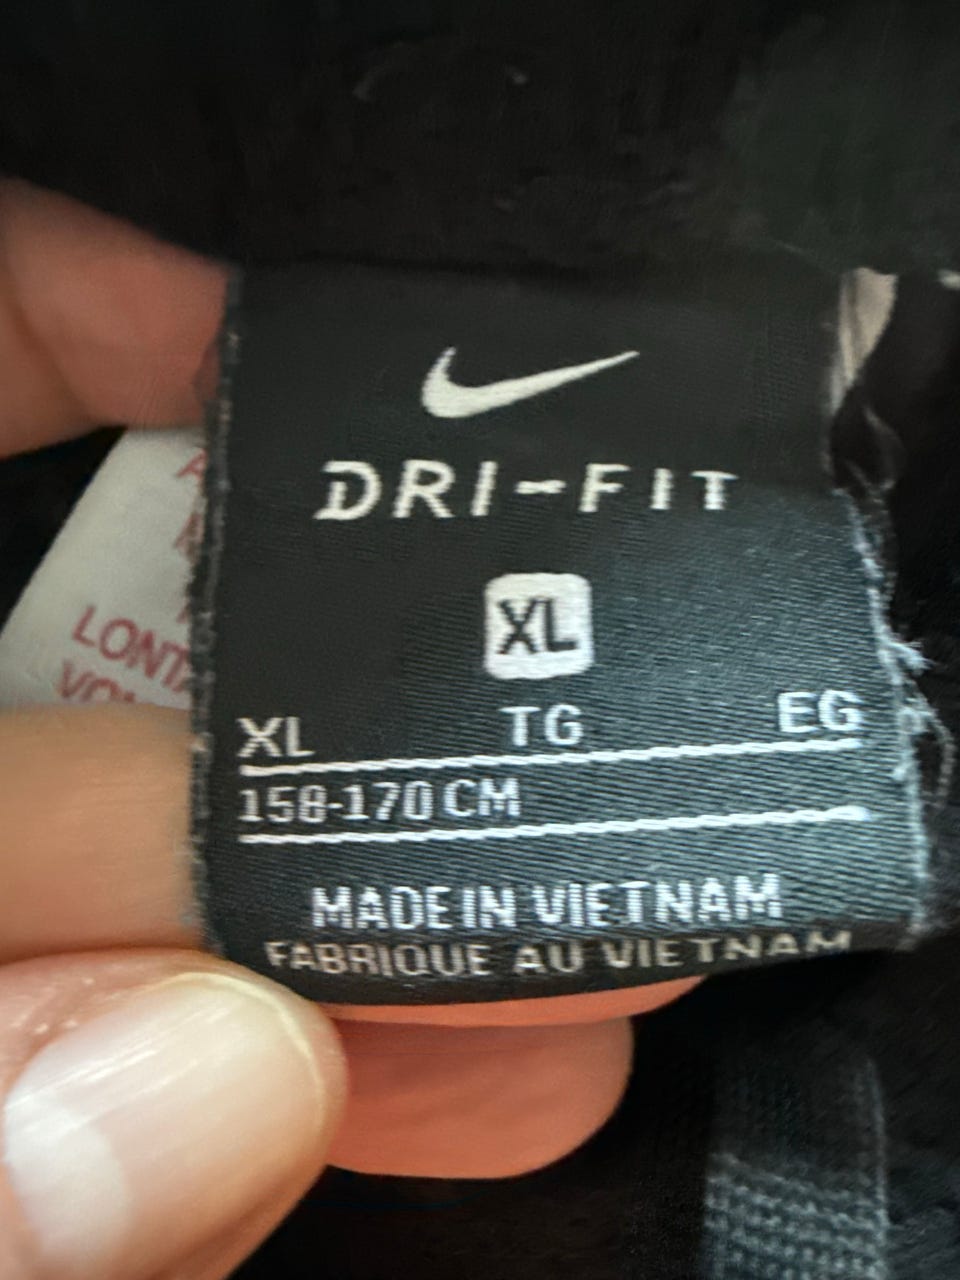 DRI-FIT
XL
XL TG EG
158-170 CM
MADE IN VIETNAM
FABRIQUE AU VIETNAM